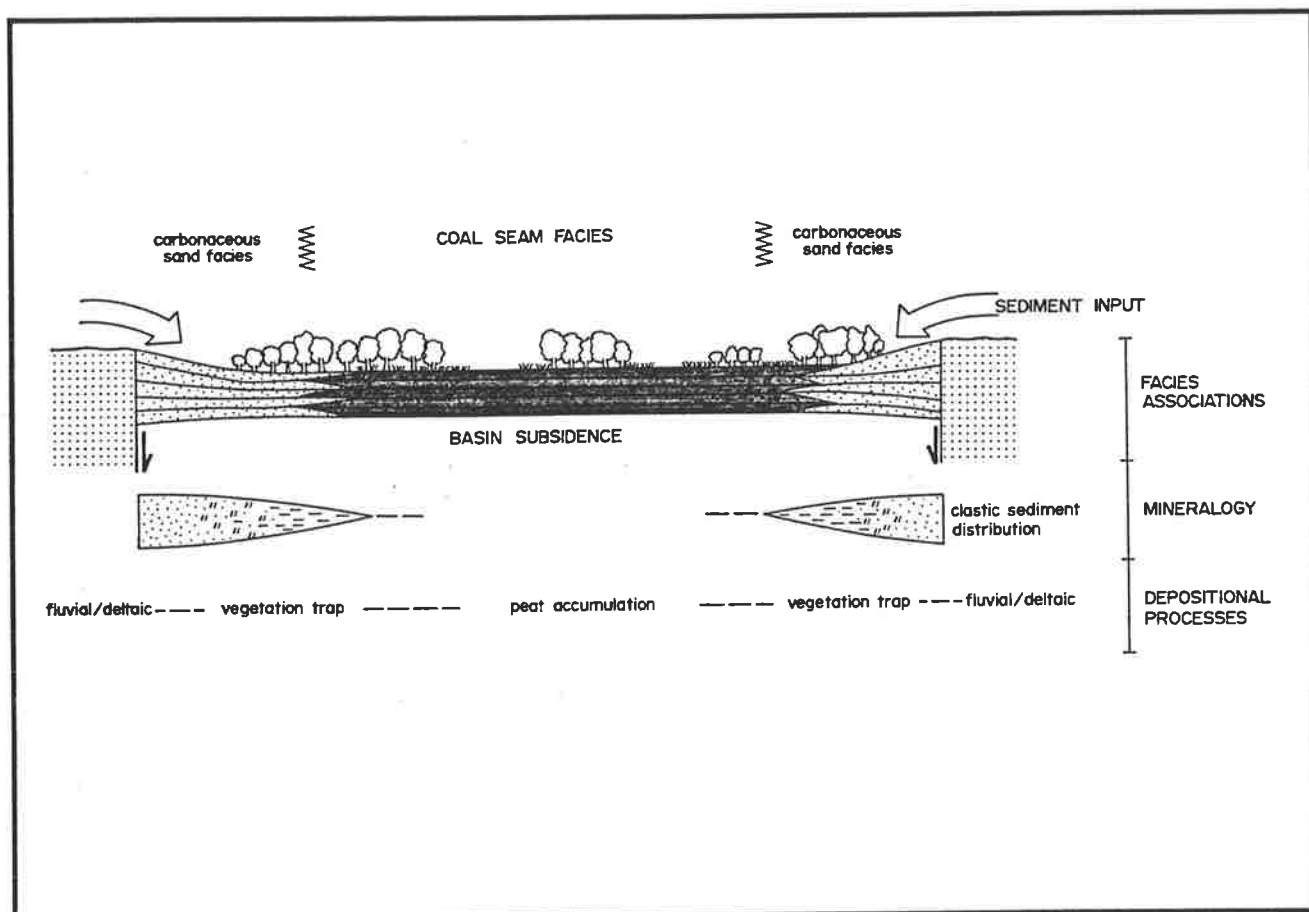 carbonaceous
sand facies
COAL SEAM FACIES
carbonaceous
sand facies
SEDIMENT INPUT
FACIES
ASSOCIATIONS
BASIN SUBSIDENCE
clastic sediment
distribution
MINERALOGY
fluvial/deltaic
vegetation trap
peat accumulation
vegetation trap
fluvial/deltaic
DEPOSITIONAL
PROCESSES